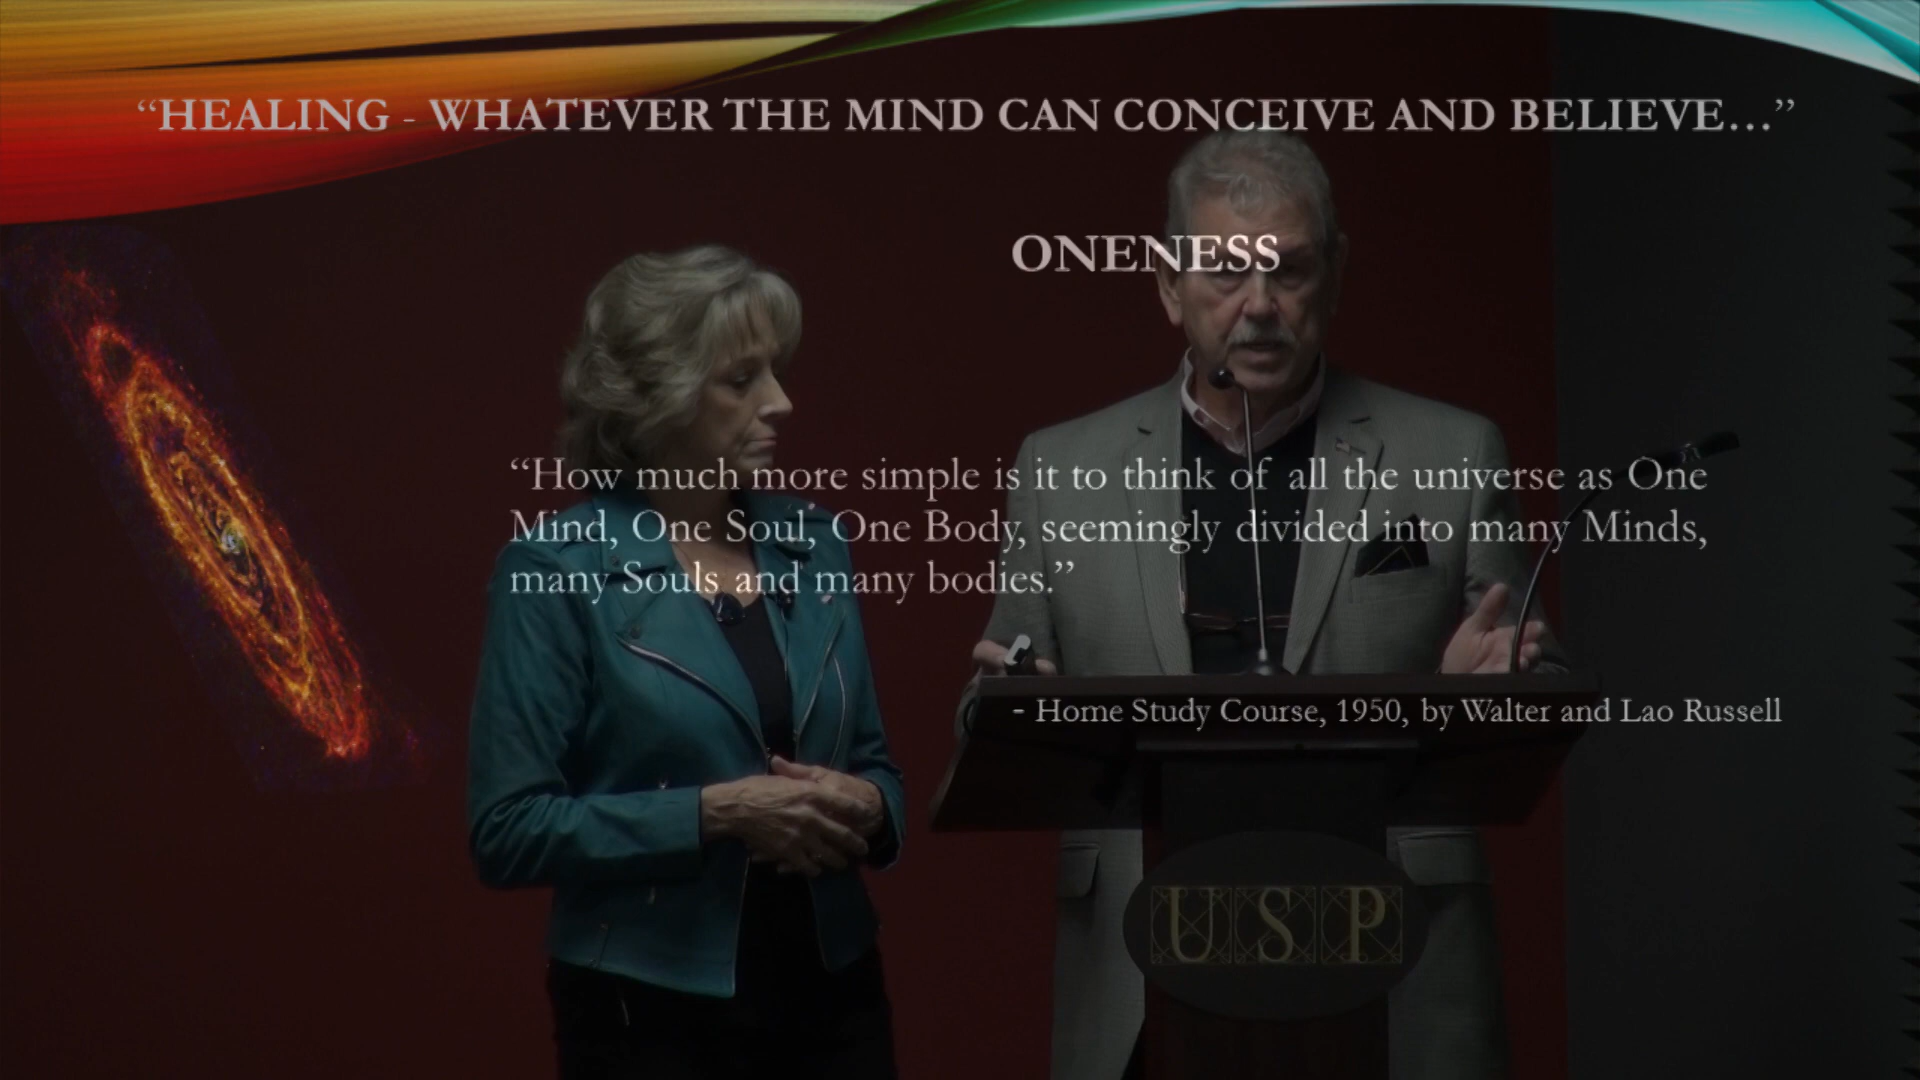 “HEALING - WHATEVER THE MIND CAN CONCEIVE AND BELIEVE…”
ONENESS
“How much more simple is it to think of all the universe as One
Mind, One Soul, One Body, seemingly divided into many Minds,
many Souls and many bodies.”
- Home Study Course, 1950, by Walter and Lao Russell
USP